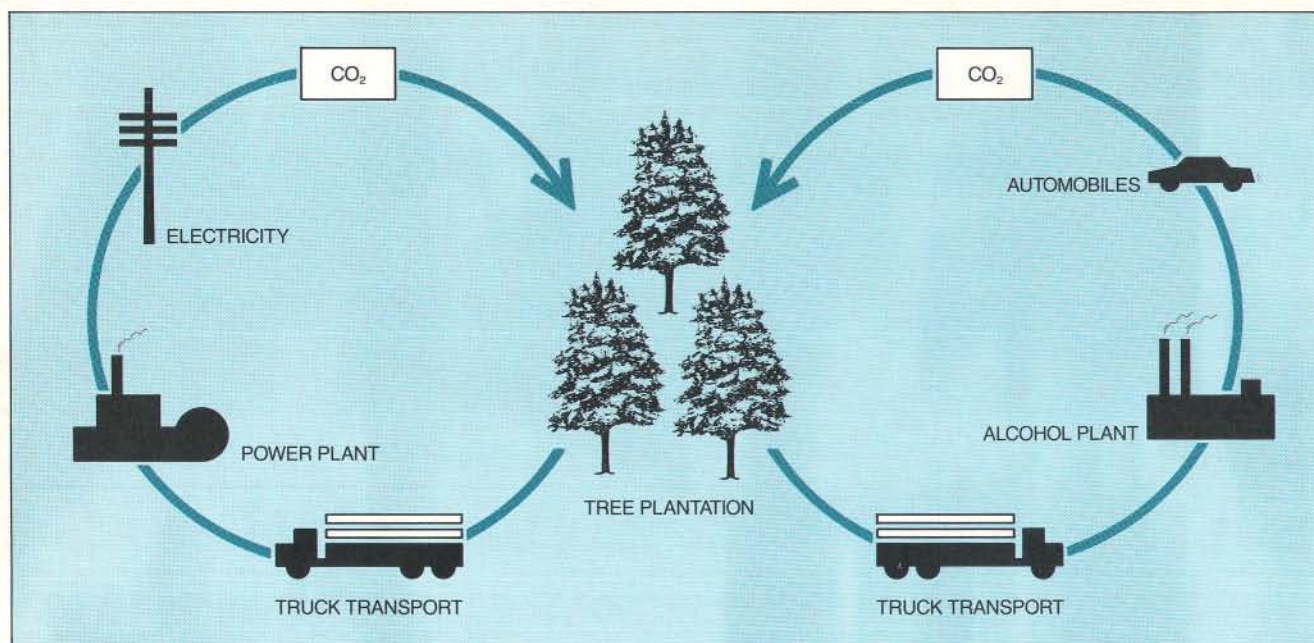 CO₂
CO₂
AUTOMOBILES
ELECTRICITY
POWER PLANT
ALCOHOL PLANT
TREE PLANTATION
TRUCK TRANSPORT
TRUCK TRANSPORT